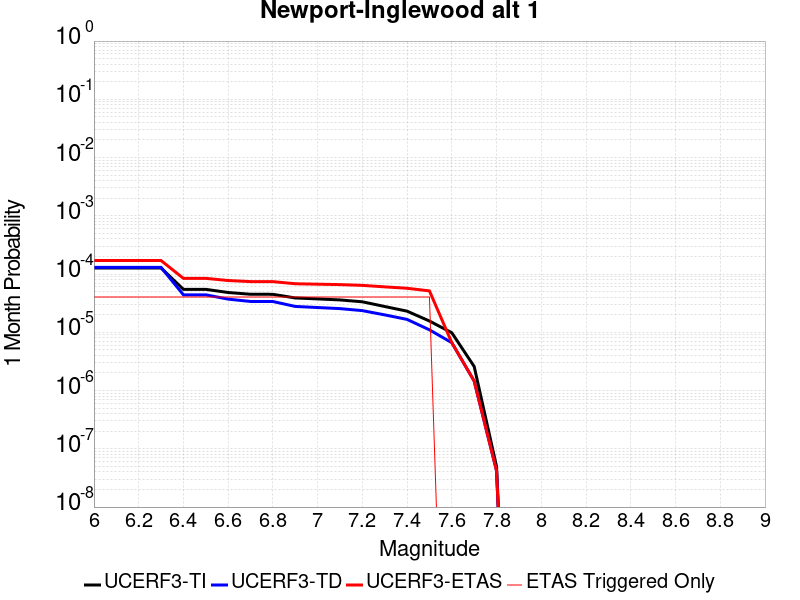 Newport-Inglewood alt 1
10^0
10^-1
10^-2
10^-3
10^-4
10^-5
10^-6
10^-7
10^-8
1 Month Probability
6 6.2 6.4 6.6 6.8 7 7.2 7.4 7.6 7.8 8 8.2 8.4 8.6 8.8 9
Magnitude
UCERF3-TI UCERF3-TD UCERF3-ETAS ETAS Triggered Only